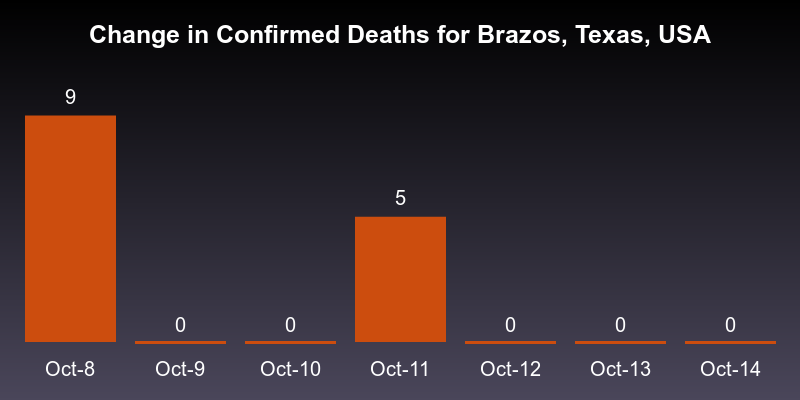 Change in Confirmed Deaths for Brazos, Texas, USA
9
0
0
5
0
0
0
Oct-8
Oct-9
Oct-10
Oct-11
Oct-12
Oct-13
Oct-14